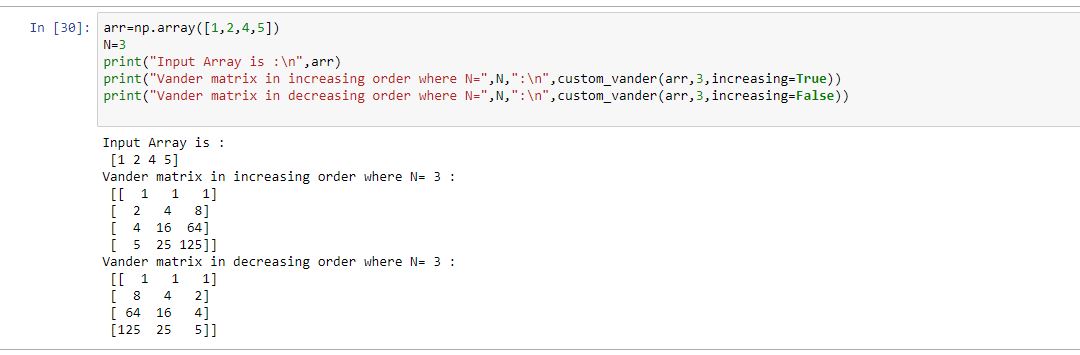 In [30]: arr=np.array([1,2,4,5])
N=3
print("Input Array is :\n",arr)
print("Vander matrix in increasing order where N=",N,":\n",custom_vander(arr,3,increasing=True))
print("Vander matrix in decreasing order where N=",N,":\n",custom_vander(arr,3,increasing=False))
Input Array is :
 [1 2 4 5]
Vander matrix in increasing order where N= 3 :
 [[  1   1   1]
 [  2   4   8]
 [  4  16  64]
 [  5  25 125]]
Vander matrix in decreasing order where N= 3 :
 [[  1   1   1]
 [  8   4   2]
 [ 64  16   4]
 [125  25   5]]